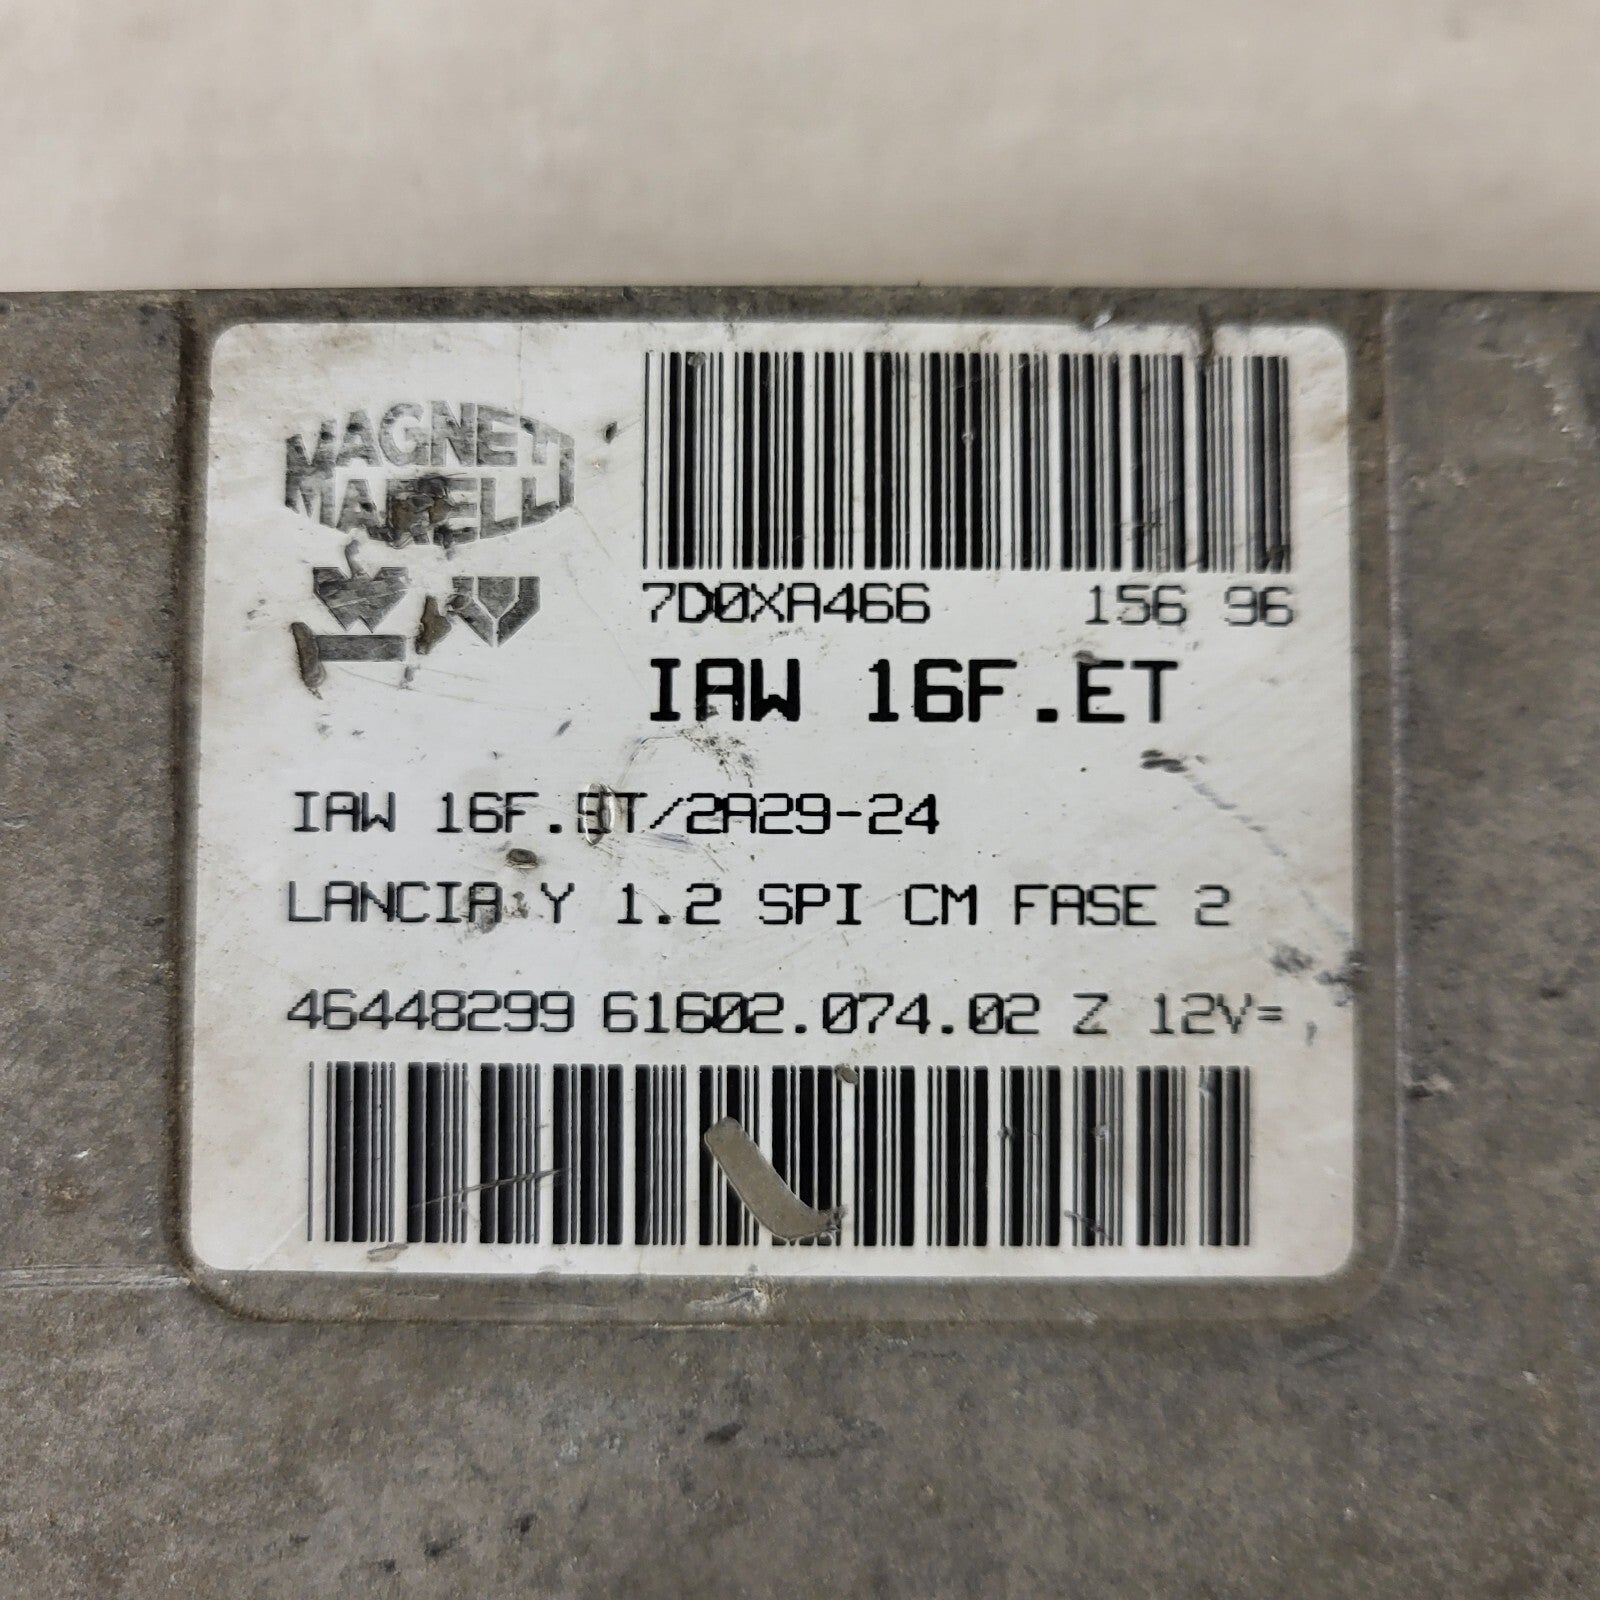 MAGNETI
MARELLI
7D0XA466 156 96
IAW 16F.ET
IAW 16F.ET/2A29-24
LANCIA Y 1.2 SPI CM FASE 2
46448299 61602.074.02 Z 12V=